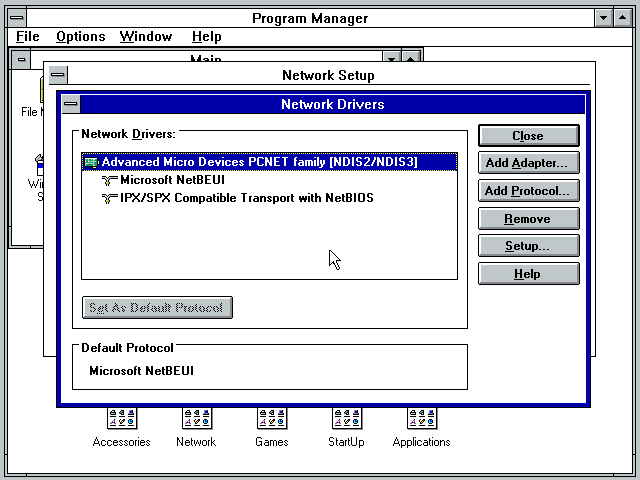 Program Manager
File Options Window Help
Main
Network Setup
Network Drivers
Network Drivers:
Advanced Micro Devices PCNET family [NDIS2/NDIS3]
Microsoft NetBEUI
IPX/SPX Compatible Transport with NetBIOS
Set As Default Protocol
Default Protocol
Microsoft NetBEUI
Close
Add Adapter...
Add Protocol...
Remove
Setup...
Help
File
Accessories Network Games StartUp Applications